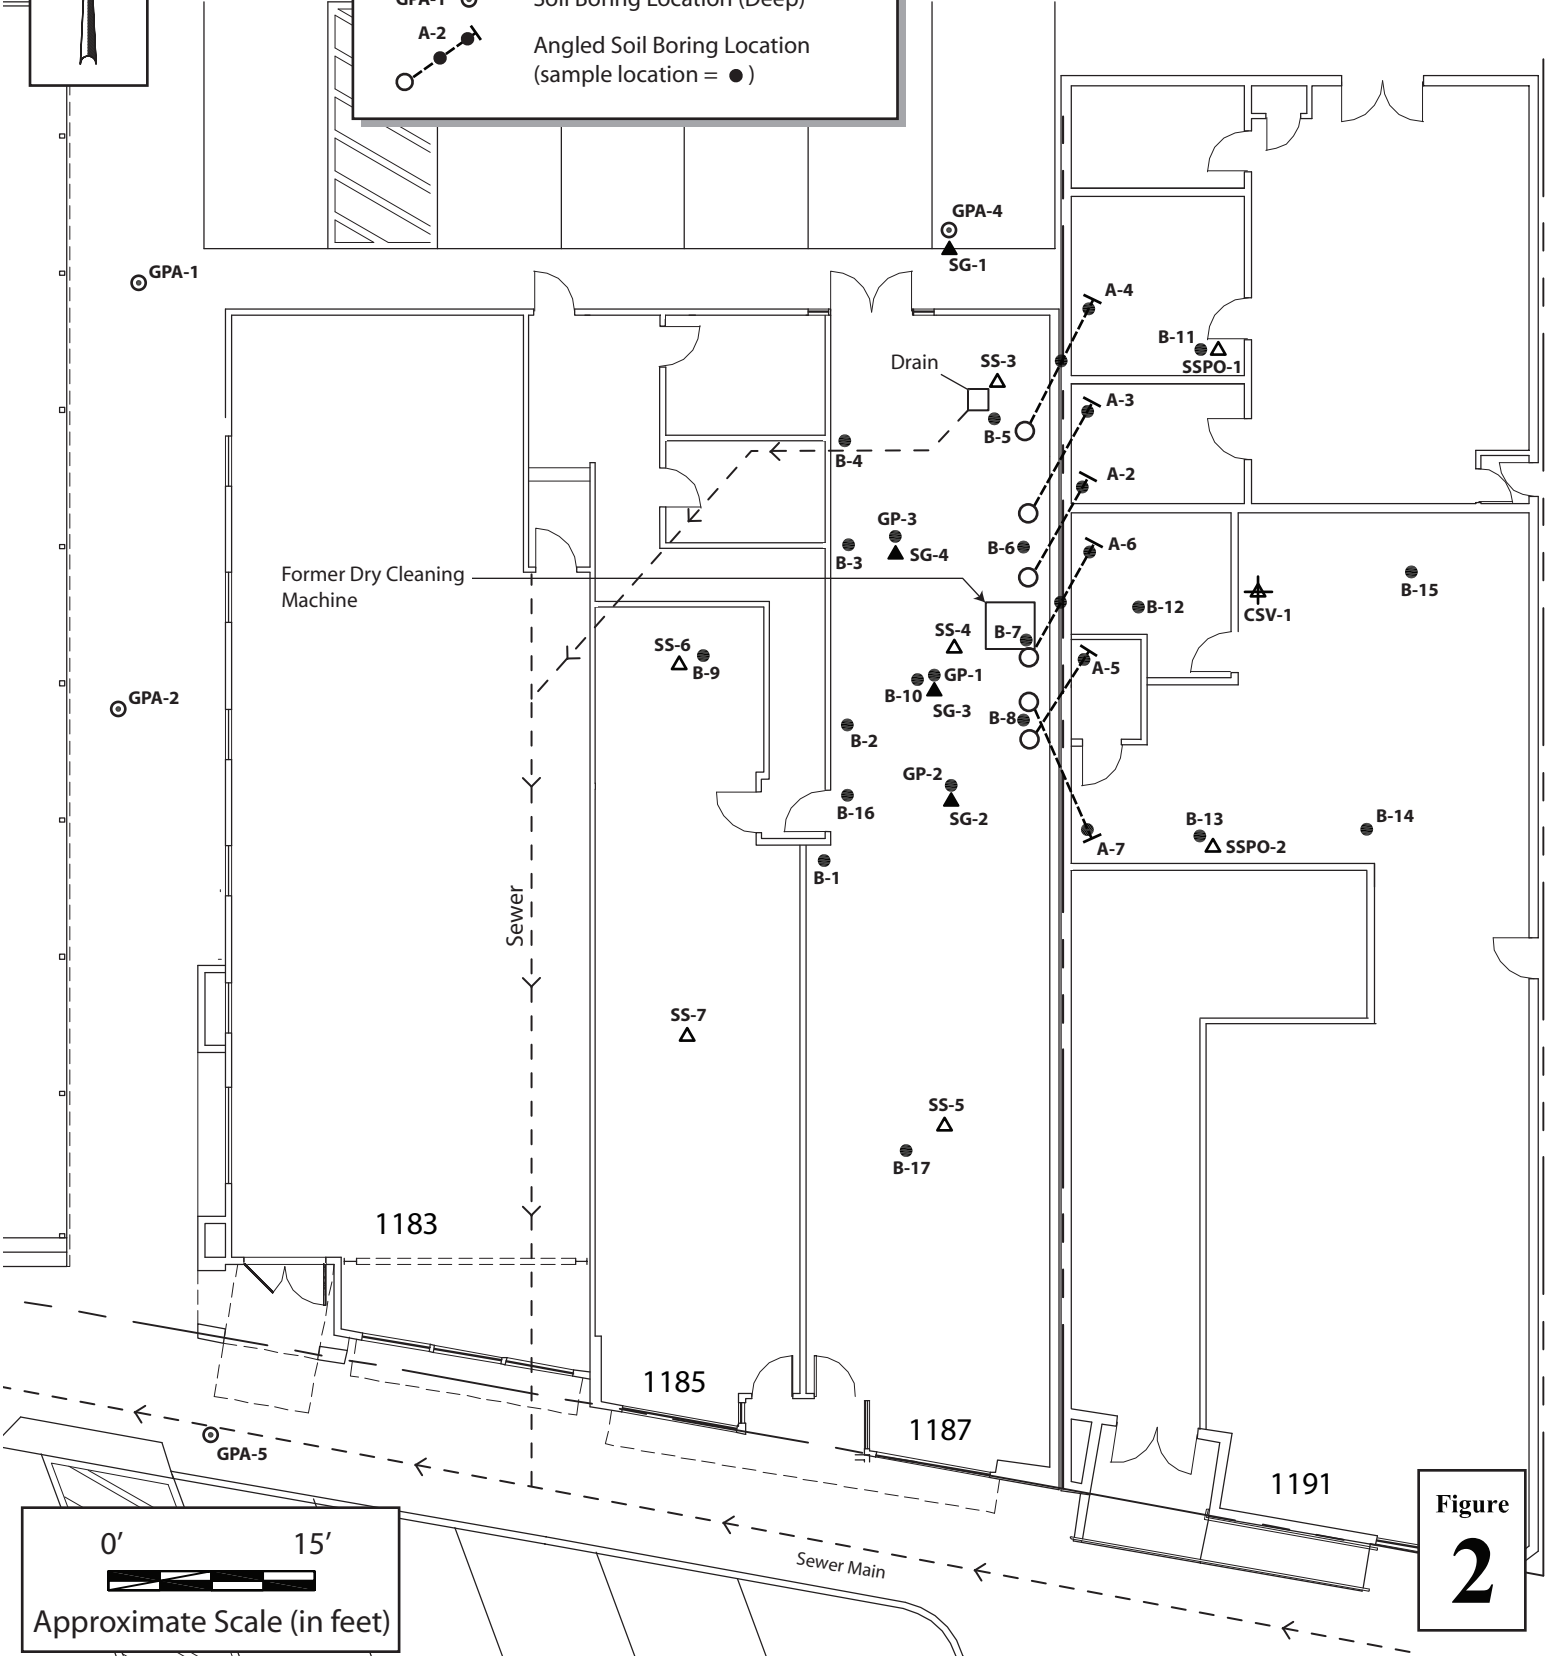 GPA-1 Soil Boring Location (Deep)
A-2
Angled Soil Boring Location
(sample location = ● )
GPA-4
SG-1
GPA-1
A-4
B-11
SSPO-1
Drain
SS-3
A-3
B-5
B-4
A-2
GP-3
SG-4
B-3
B-6
A-6
Former Dry Cleaning
Machine
B-15
B-12
CSV-1
SS-4
B-7
SS-6
B-9
A-5
GP-1
B-10
SG-3
B-8
GPA-2
B-2
GP-2
B-16
SG-2
B-13
B-14
SSPO-2
A-7
B-1
Sewer
SS-7
SS-5
B-17
1183
1185
1187
GPA-5
1191
Figure
2
0’ 15’
Approximate Scale (in feet)
Sewer Main